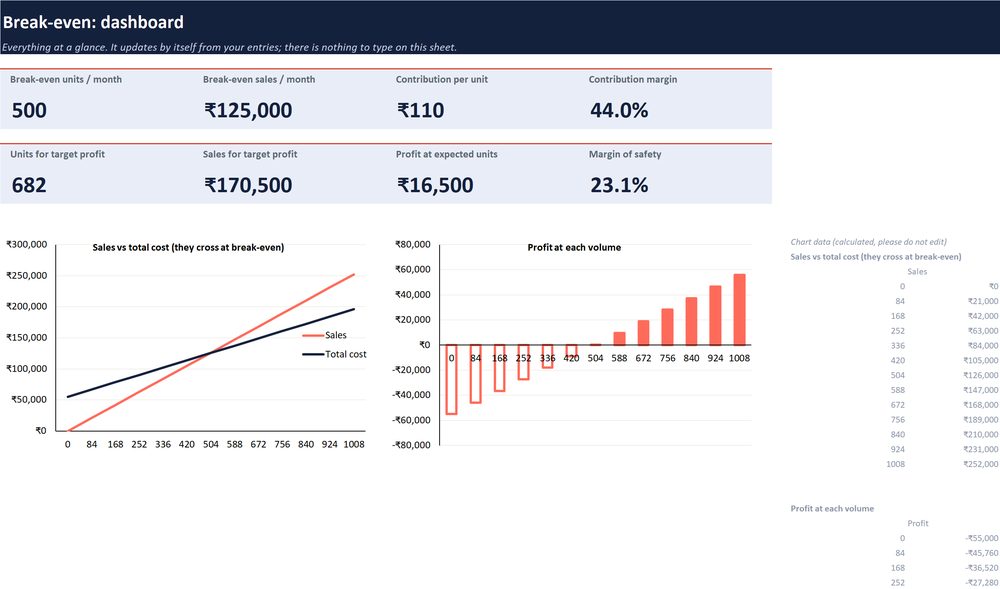 Break-even: dashboard
Everything at a glance. It updates by itself from your entries; there is nothing to type on this sheet.
Break-even units / month Break-even sales / month Contribution per unit Contribution margin
500 ₹125,000 ₹110 44.0%
Units for target profit Sales for target profit Profit at expected units Margin of safety
682 ₹170,500 ₹16,500 23.1%
Sales vs total cost (they cross at break-even)
₹300,000
₹250,000
₹200,000
₹150,000
₹100,000
₹50,000
₹0
Sales
Total cost
0 84 168 252 336 420 504 588 672 756 840 924 1008
Profit at each volume
₹80,000
₹60,000
₹40,000
₹20,000
₹0
-₹20,000
-₹40,000
-₹60,000
-₹80,000
0 84 168 252 336 420 504 588 672 756 840 924 1008
Chart data (calculated, please do not edit)
Sales vs total cost (they cross at break-even)
Sales
0 ₹0
84 ₹21,000
168 ₹42,000
252 ₹63,000
336 ₹84,000
420 ₹105,000
504 ₹126,000
588 ₹147,000
672 ₹168,000
756 ₹189,000
840 ₹210,000
924 ₹231,000
1008 ₹252,000
Profit at each volume
Profit
0 -₹55,000
84 -₹45,760
168 -₹36,520
252 -₹27,280